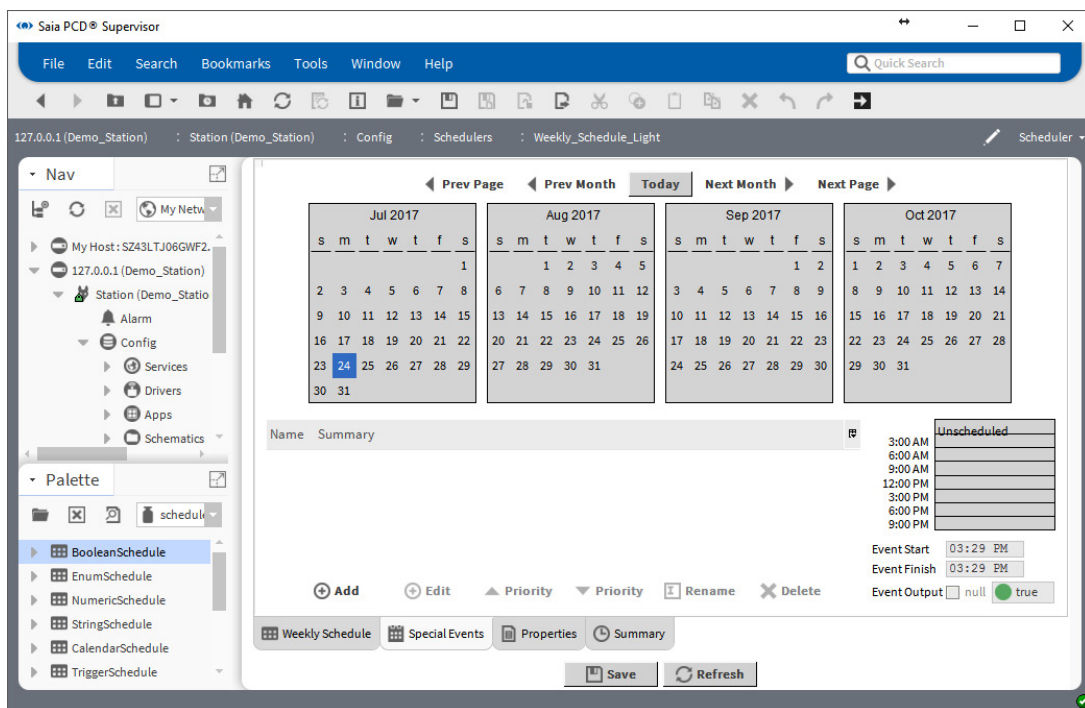 Saia PCD® Supervisor
File Edit Search Bookmarks Tools Window Help Quick Search
127.0.0.1 (Demo_Station) : Station (Demo_Station) : Config : Schedulers : Weekly_Schedule_Light Scheduler
Nav
My Netw
My Host : SZ43LTJ06GWF2.
127.0.0.1 (Demo_Station)
Station (Demo_Statio
Alarm
Config
Services
Drivers
Apps
Schematics
Palette
schedule
BooleanSchedule
EnumSchedule
NumericSchedule
StringSchedule
CalendarSchedule
TriggerSchedule
Prev Page Prev Month Today Next Month Next Page
Jul 2017
s m t w t f s
1
2 3 4 5 6 7 8
9 10 11 12 13 14 15
16 17 18 19 20 21 22
23 24 25 26 27 28 29
30 31
Aug 2017
s m t w t f s
1 2 3 4 5
6 7 8 9 10 11 12
13 14 15 16 17 18 19
20 21 22 23 24 25 26
27 28 29 30 31
Sep 2017
s m t w t f s
1 2
3 4 5 6 7 8 9
10 11 12 13 14 15 16
17 18 19 20 21 22 23
24 25 26 27 28 29 30
Oct 2017
s m t w t f s
1 2 3 4 5 6 7
8 9 10 11 12 13 14
15 16 17 18 19 20 21
22 23 24 25 26 27 28
29 30 31
Name Summary
Unscheduled
3:00 AM
6:00 AM
9:00 AM
12:00 PM
3:00 PM
6:00 PM
9:00 PM
Event Start 03:29 PM
Event Finish 03:29 PM
Event Output null true
Add Edit Priority Priority Rename Delete
Weekly Schedule Special Events Properties Summary
Save Refresh